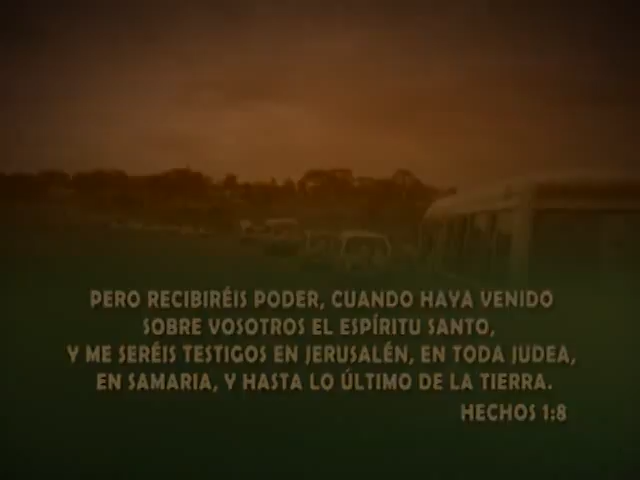 PERO RECIBIRÉIS PODER, CUANDO HAYA VENIDO
SOBRE VOSOTROS EL ESPÍRITU SANTO,
Y ME SERÉIS TESTIGOS EN JERUSALÉN, EN TODA JUDEA,
EN SAMARIA, Y HASTA LO ÚLTIMO DE LA TIERRA.
HECHOS 1:8